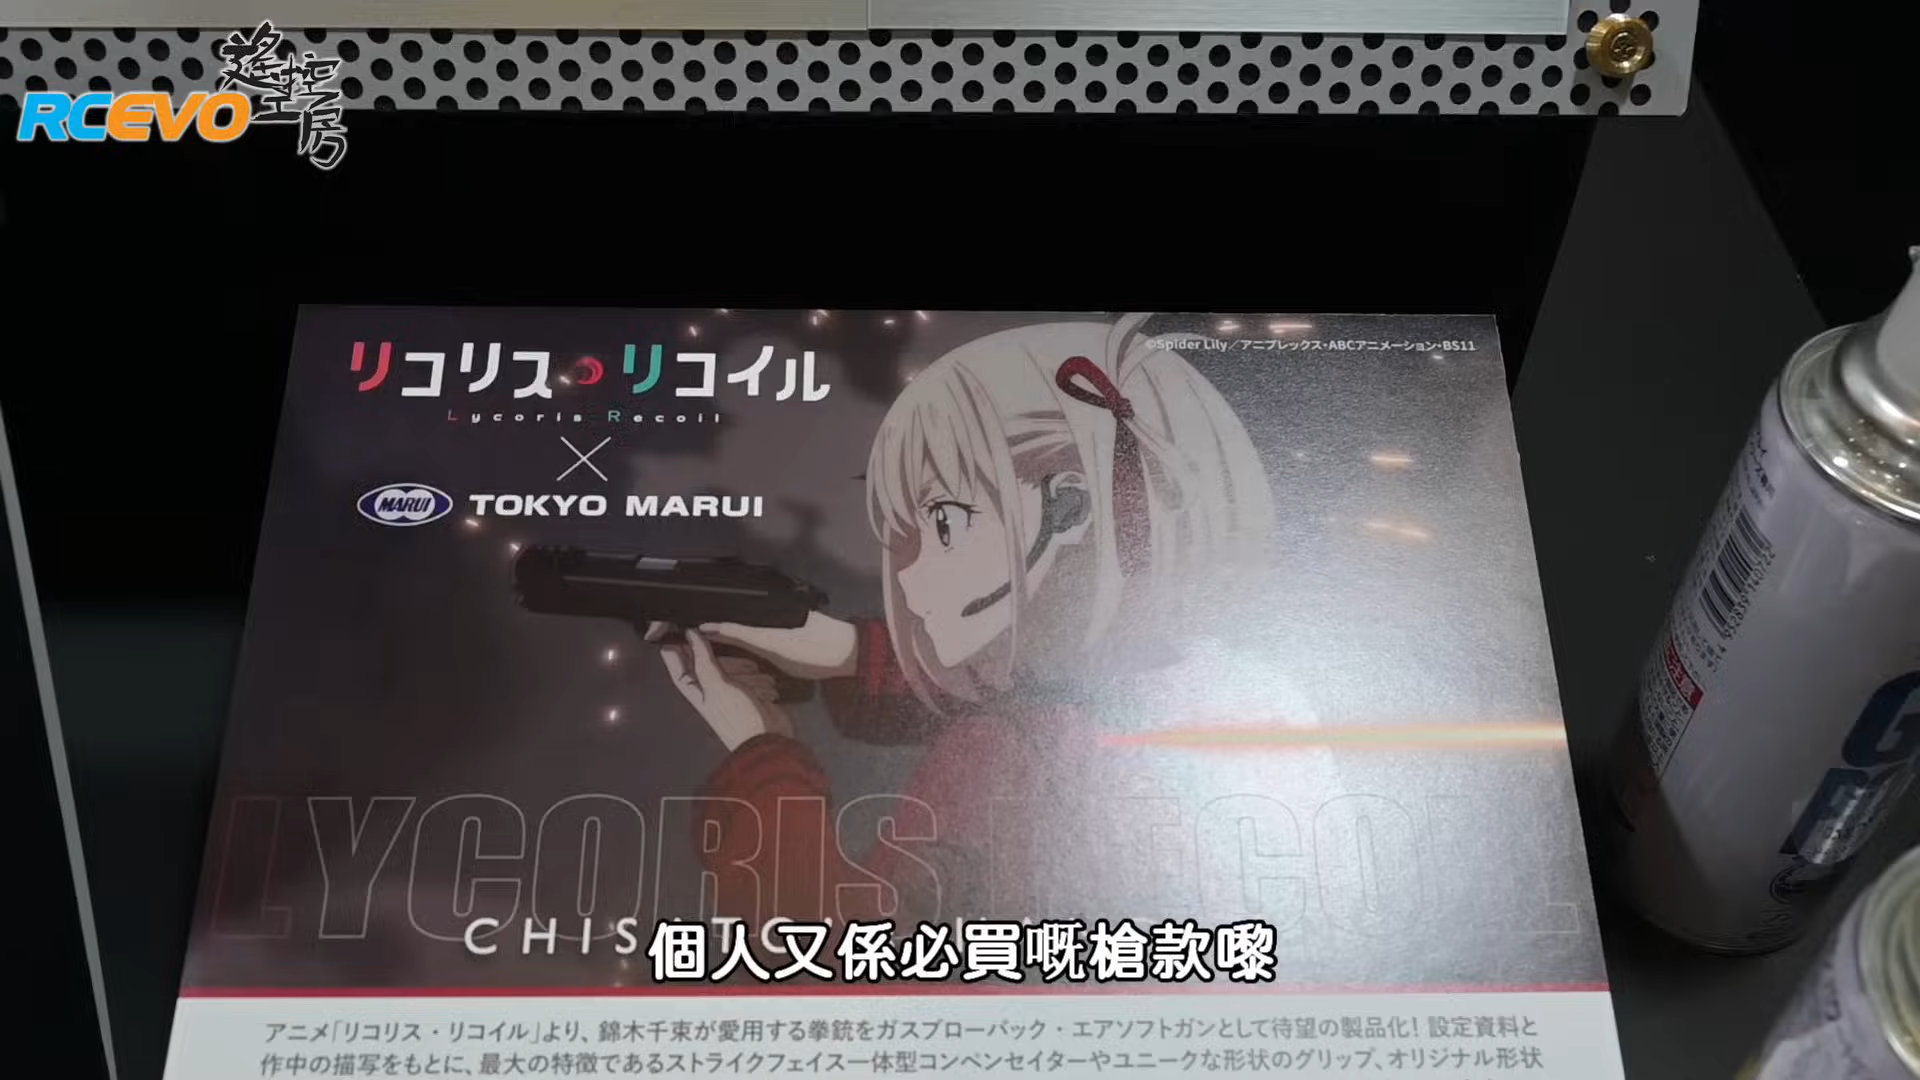 RCEVO 遙控工房
リコリス・リコイル
Lycoris Recoil
©Spider Lily／アニプレックス・ABCアニメーション・BS11
MARUI TOKYO MARUI
LYCORIS RECOIL
個人又係必買嘅槍款嚟
アニメ「リコリス・リコイル」より、錦木千束が愛用する拳銃をガスブローバック・エアソフトガンとして待望の製品化！設定資料と
作中の描写をもとに、最大の特徴であるストライクフェイス一体型コンペンセイターやユニークな形状のグリップ、オリジナル形状